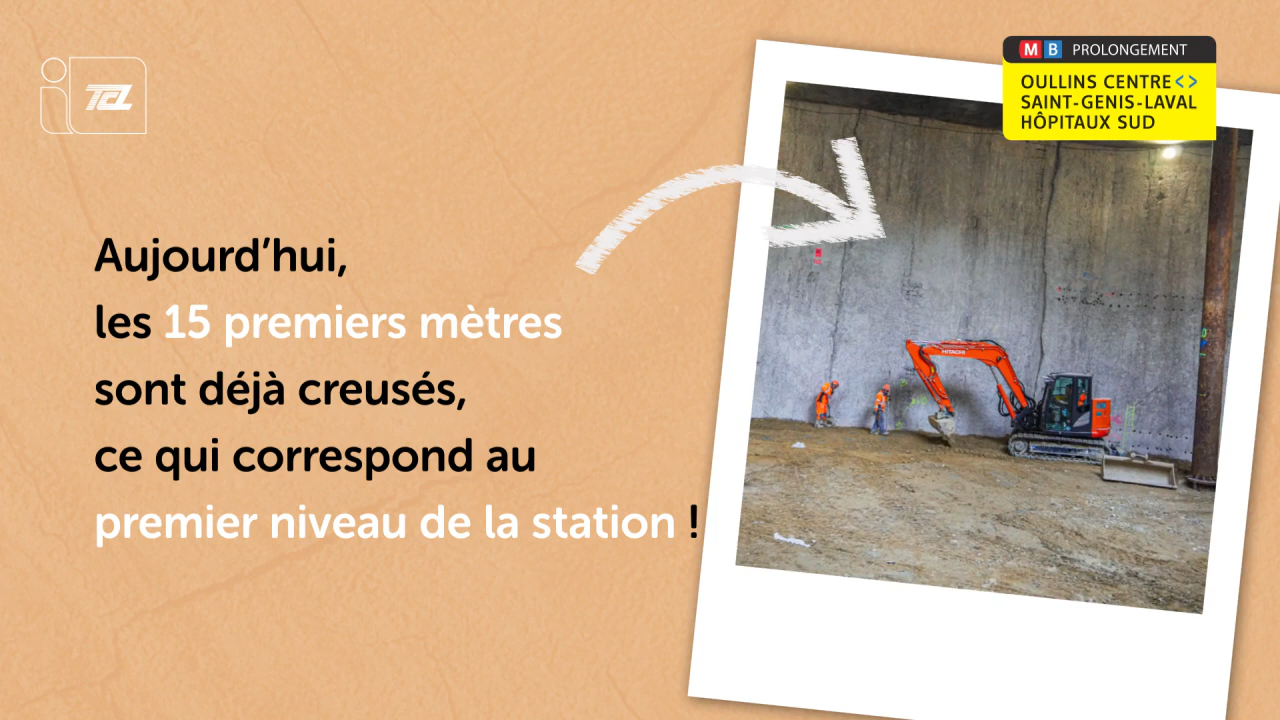 TCL
M B PROLONGEMENT
OULLINS CENTRE <>
SAINT-GENIS-LAVAL
HÔPITAUX SUD
Aujourd’hui,
les 15 premiers mètres
sont déjà creusés,
ce qui correspond au
premier niveau de la station !
HITACHI